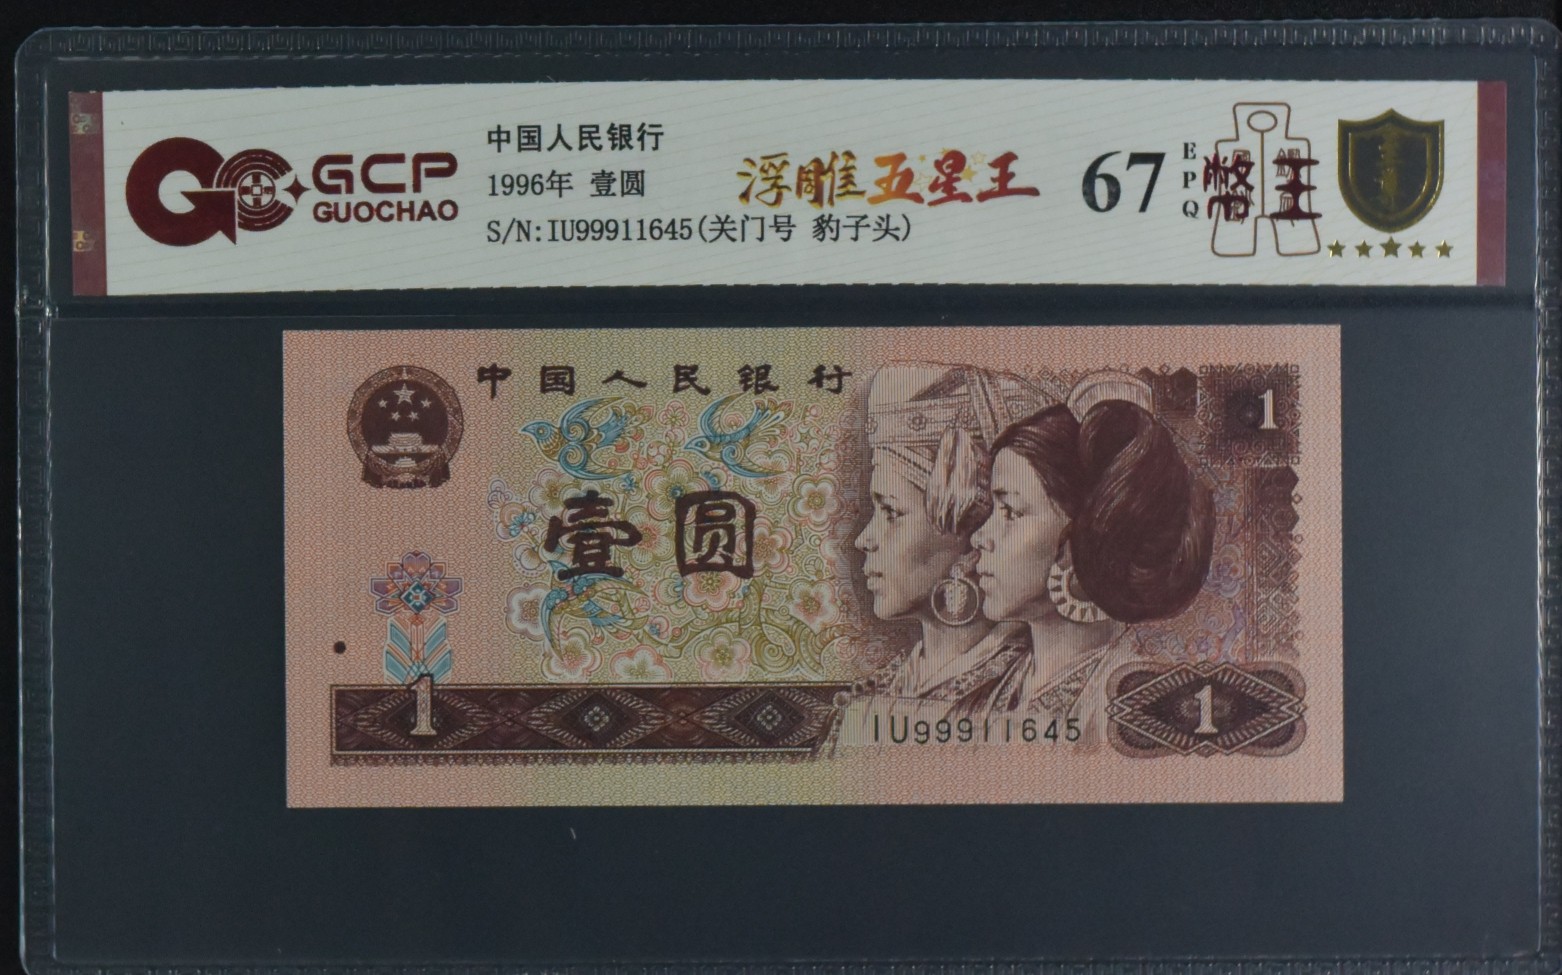 GCP
GUOCHAO
中国人民银行
1996年 壹圆
S/N:IU99911645(关门号 豹子头)
浮雕五星王
67
EPQ
幣王
中国人民银行
1
壹圆
1
IU99911645
1